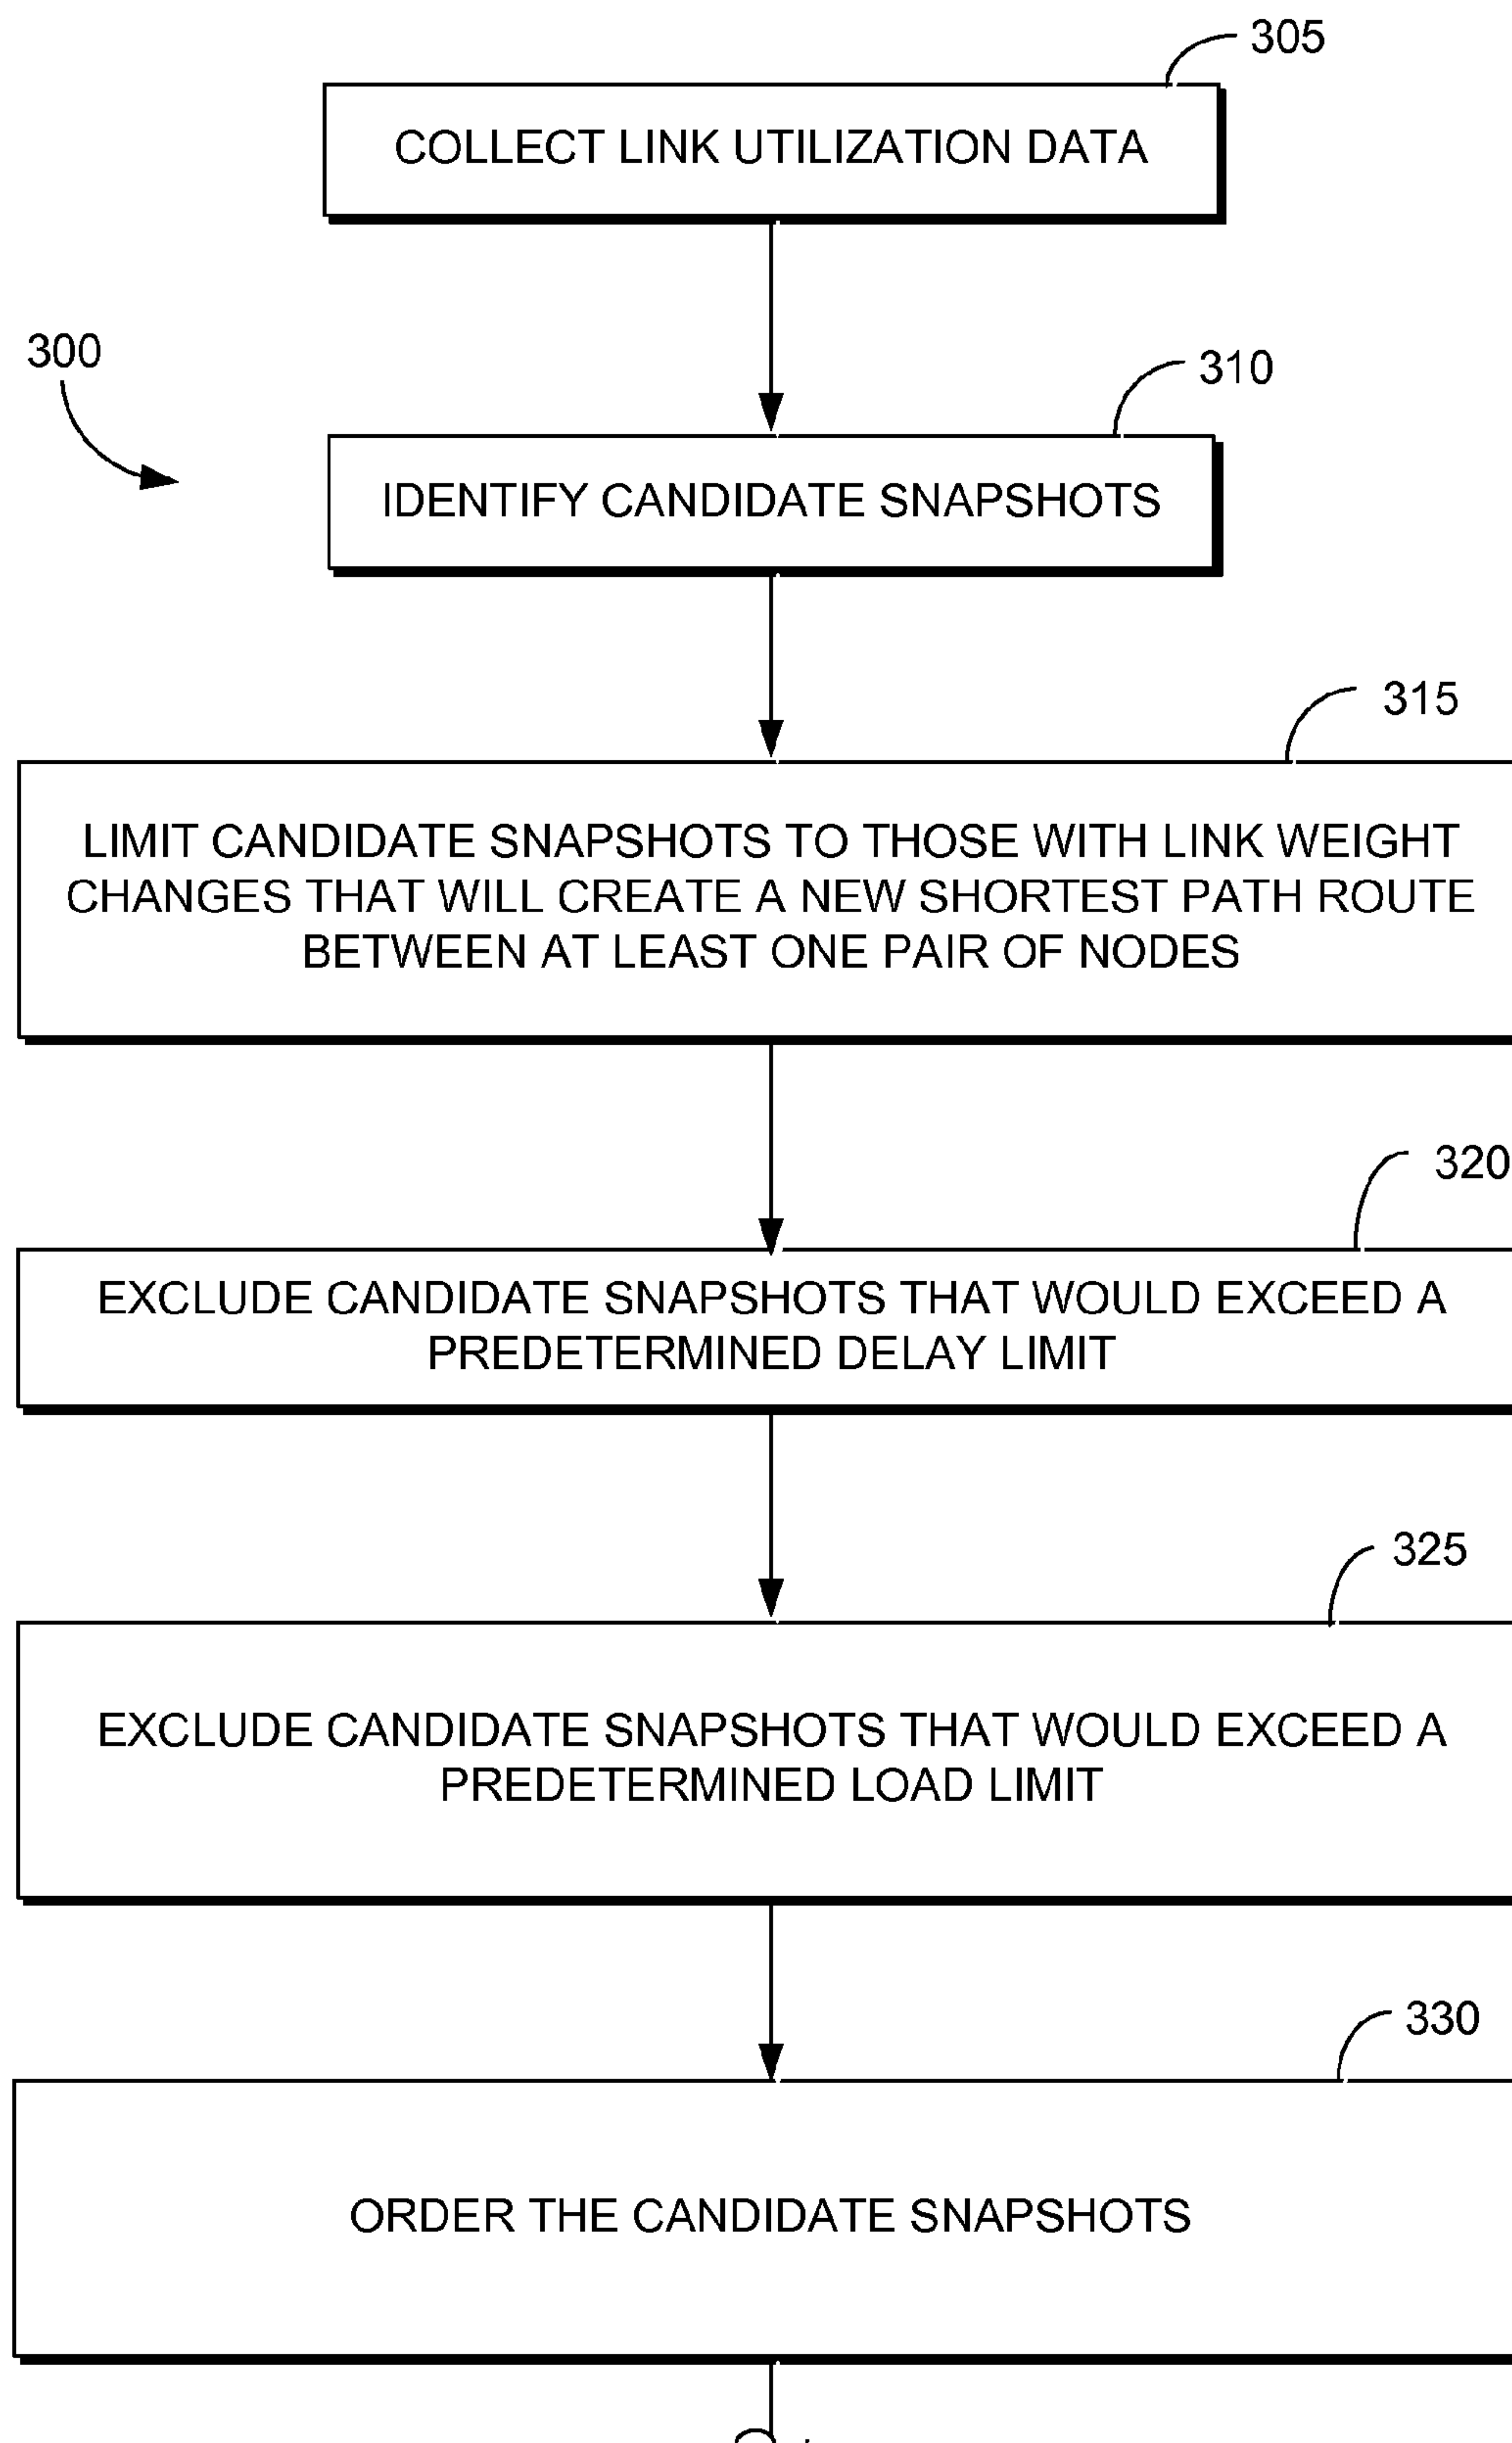 305
COLLECT LINK UTILIZATION DATA
300
310
IDENTIFY CANDIDATE SNAPSHOTS
315
LIMIT CANDIDATE SNAPSHOTS TO THOSE WITH LINK WEIGHT
CHANGES THAT WILL CREATE A NEW SHORTEST PATH ROUTE
BETWEEN AT LEAST ONE PAIR OF NODES
320
EXCLUDE CANDIDATE SNAPSHOTS THAT WOULD EXCEED A
PREDETERMINED DELAY LIMIT
325
EXCLUDE CANDIDATE SNAPSHOTS THAT WOULD EXCEED A
PREDETERMINED LOAD LIMIT
330
ORDER THE CANDIDATE SNAPSHOTS